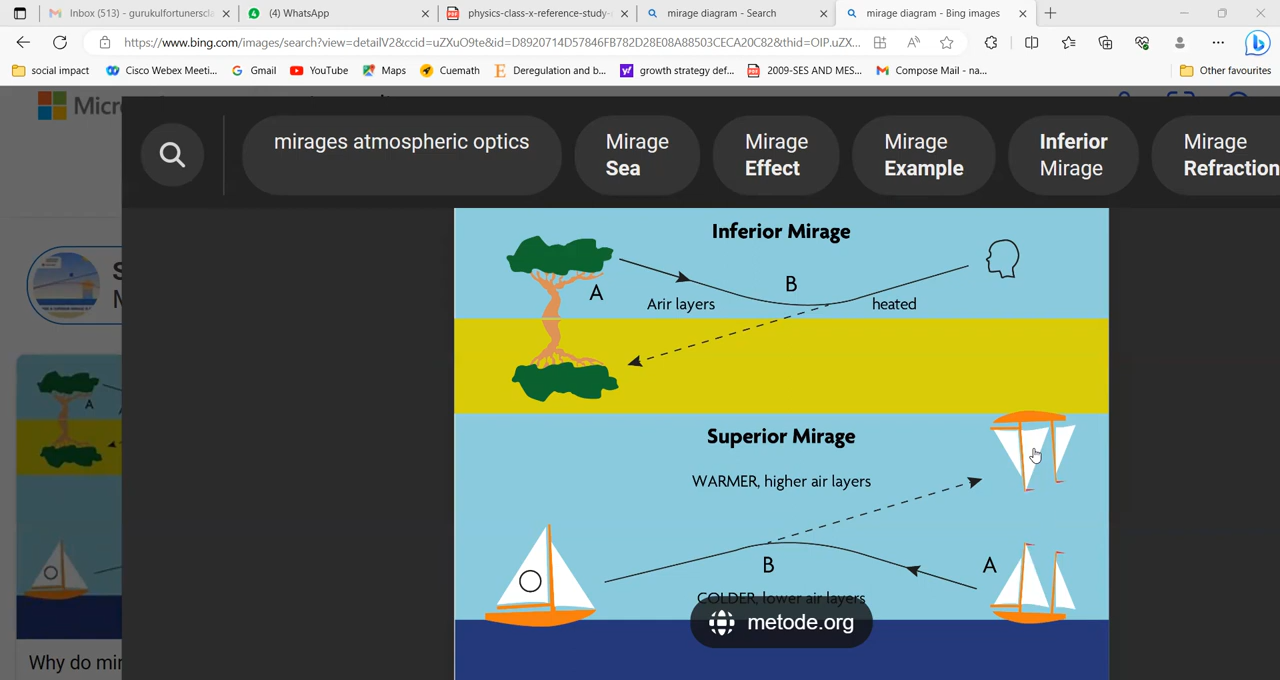 Inbox (513) - gurukulfortunerscla
(4) WhatsApp
physics-class-x-reference-study-
mirage diagram - Search
mirage diagram - Bing images
https://www.bing.com/images/search?view=detailV2&ccid=uZXuO9te&id=D8920714D57846FB782D28E08A88503CECA20C82&thid=OIP.uZX...
social impact
Cisco Webex Meeti...
Gmail
YouTube
Maps
Cuemath
Deregulation and b...
growth strategy def...
2009-SES AND MES...
Compose Mail - na...
Other favourites
Micr
mirages atmospheric optics
Mirage
Sea
Mirage
Effect
Mirage
Example
Inferior
Mirage
Mirage
Refraction
S
M
Inferior Mirage
A
B
Arir layers
heated
Superior Mirage
WARMER, higher air layers
B
A
COLDER, lower air layers
metode.org
A
Why do mir